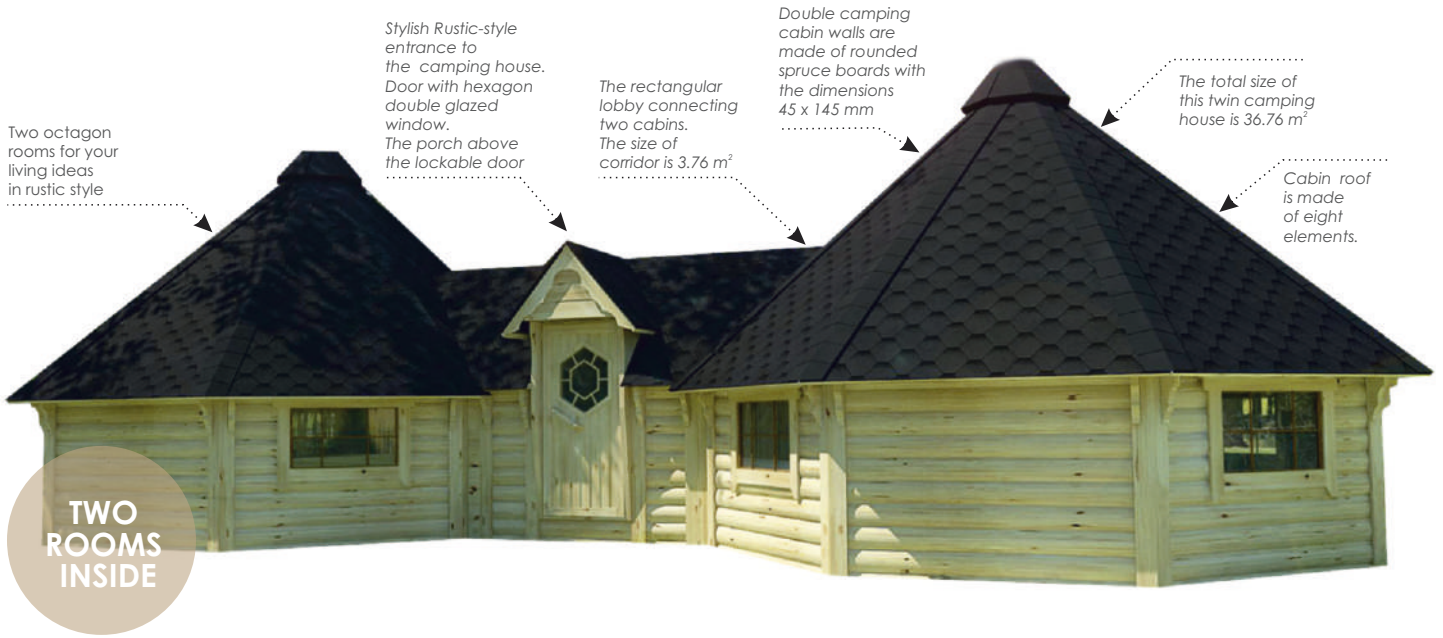 Two octagon
rooms for your
living ideas
in rustic style
Stylish Rustic-style
entrance to
the camping house.
Door with hexagon
double glazed
window.
The porch above
the lockable door
The rectangular
lobby connecting
two cabins.
The size of
corridor is 3.76 m²
Double camping
cabin walls are
made of rounded
spruce boards with
the dimensions
45 x 145 mm
The total size of
this twin camping
house is 36.76 m²
Cabin roof
is made
of eight
elements.
TWO
ROOMS
INSIDE